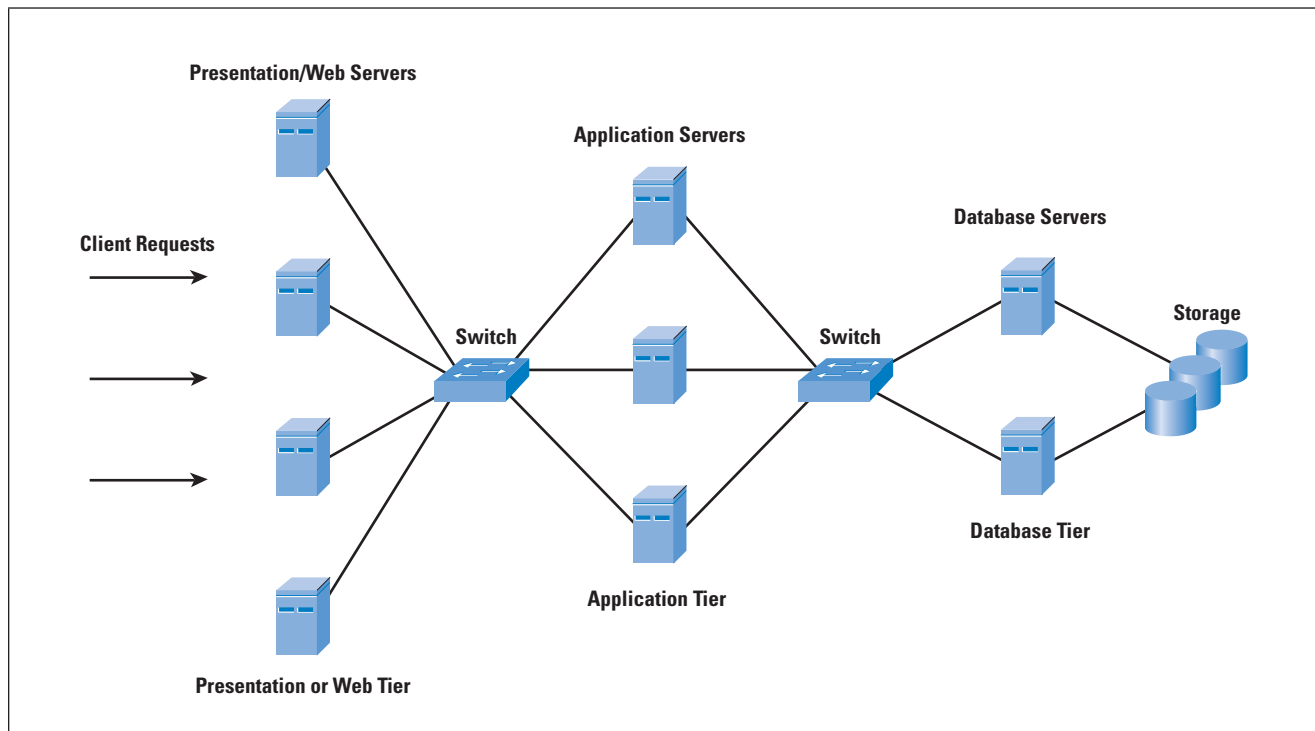 Presentation/Web Servers
Application Servers
Database Servers
Client Requests
Storage
Switch
Switch
Database Tier
Application Tier
Presentation or Web Tier